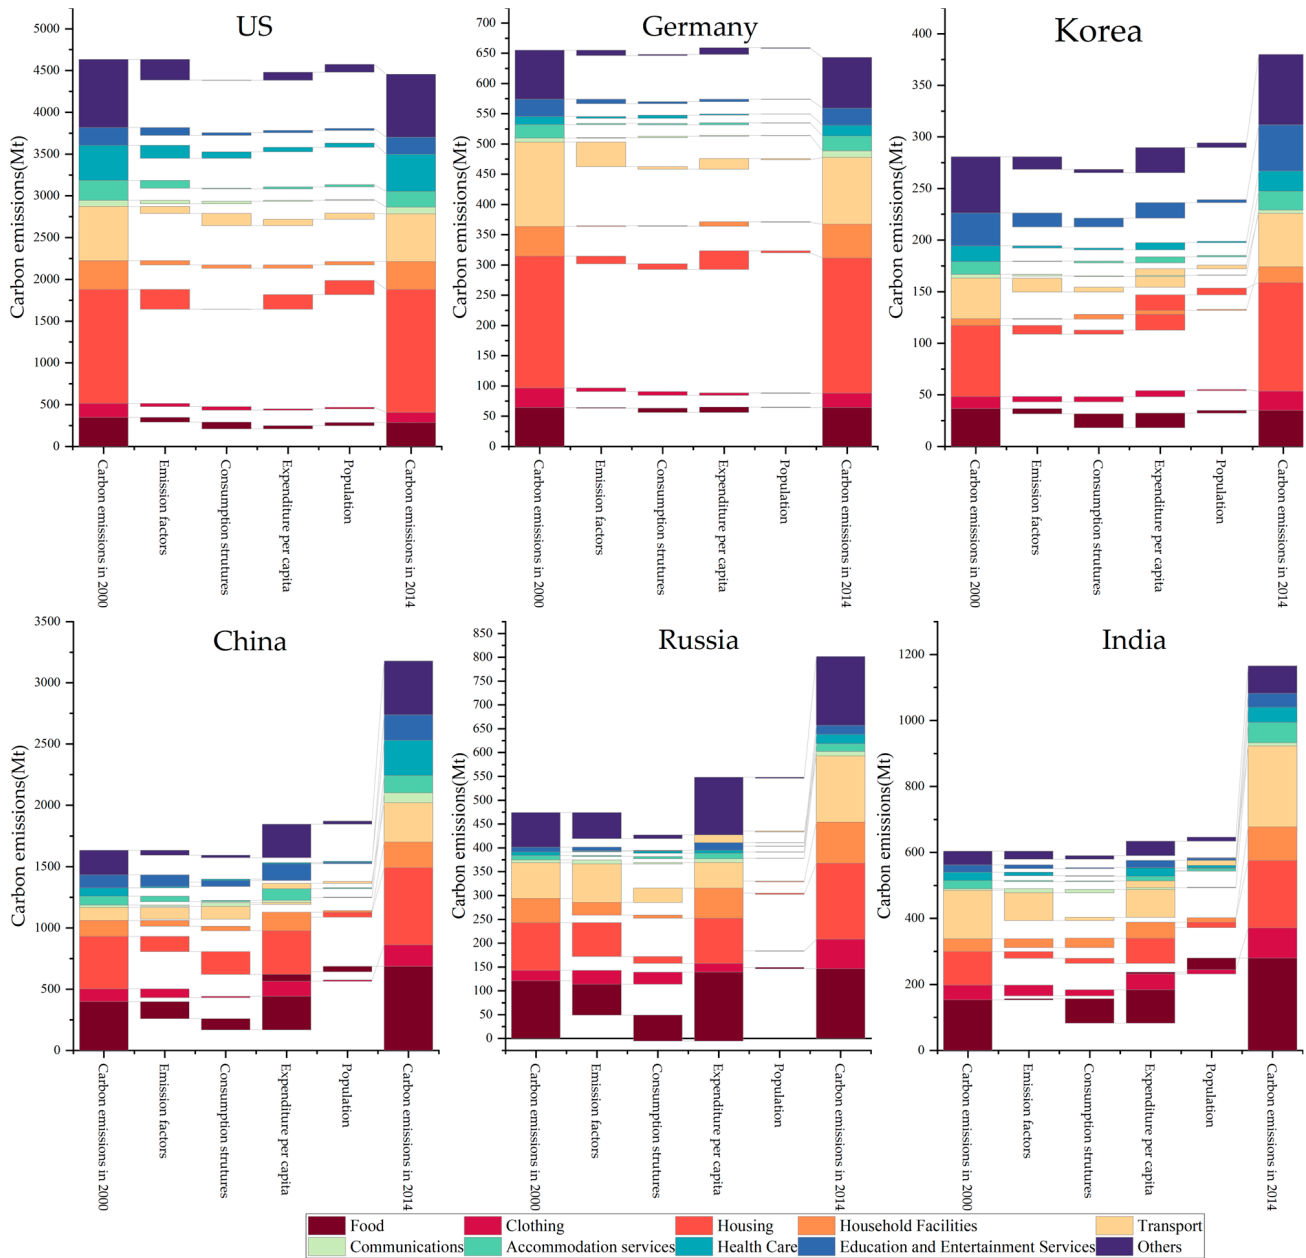 US
Carbon emissions(Mt)
5000
4500
4000
3500
3000
2500
2000
1500
1000
500
0
Carbon emissions in 2000
Emission factors
Consumption strutures
Expenditure per capita
Population
Carbon emissions in 2014
Germany
Carbon emissions(Mt)
700
650
600
550
500
450
400
350
300
250
200
150
100
50
0
Carbon emissions in 2000
Emission factors
Consumption strutures
Expenditure per capita
Population
Carbon emissions in 2014
Korea
Carbon emissions(Mt)
400
350
300
250
200
150
100
50
0
Carbon emissions in 2000
Emission factors
Consumption strutures
Expenditure per capita
Population
Carbon emissions in 2014
China
Carbon emissions(Mt)
3500
3000
2500
2000
1500
1000
500
0
Carbon emissions in 2000
Emission factors
Consumption strutures
Expenditure per capita
Population
Carbon emissions in 2014
Russia
Carbon emissions(Mt)
850
800
750
700
650
600
550
500
450
400
350
300
250
200
150
100
50
0
Carbon emissions in 2000
Emission factors
Consumption strutures
Expenditure per capita
Population
Carbon emissions in 2014
India
Carbon emissions(Mt)
1200
1000
800
600
400
200
0
Carbon emissions in 2000
Emission factors
Consumption strutures
Expenditure per capita
Population
Carbon emissions in 2014
Food Clothing Housing Household Facilities Transport
Communications Accommodation services Health Care Education and Entertainment Services Others